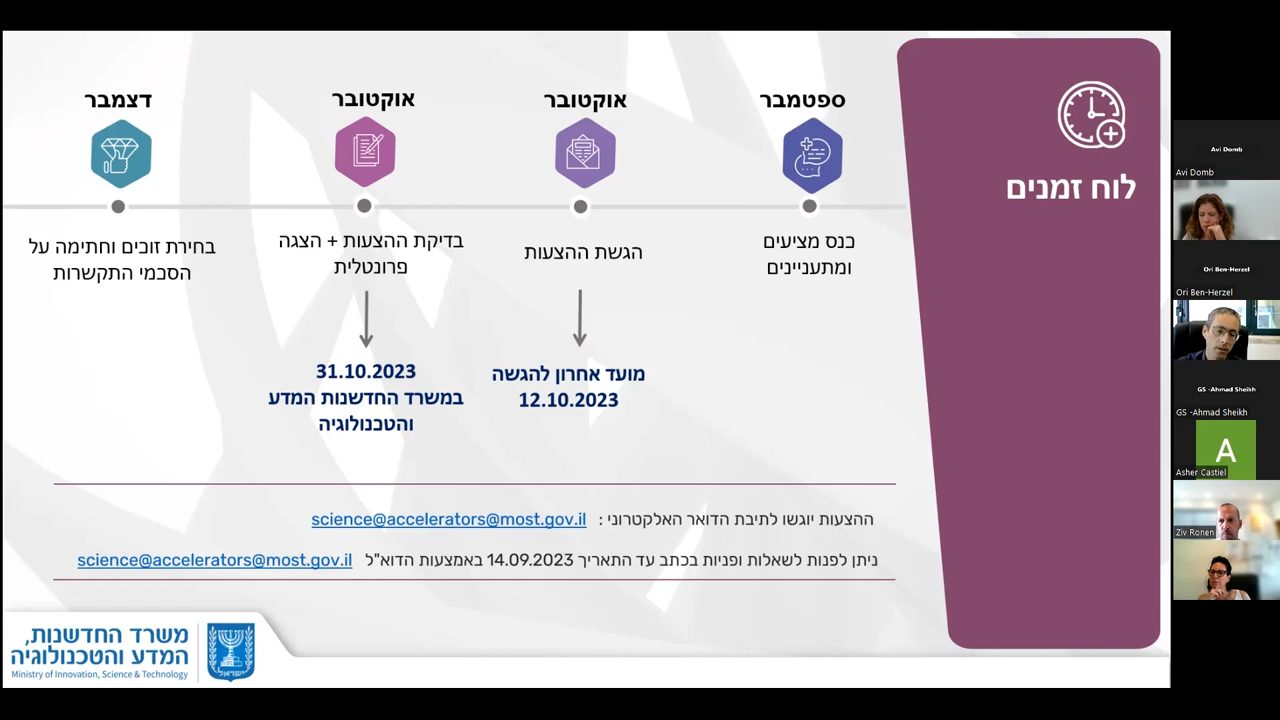 לוח זמנים
ספטמבר
כנס מציעים
ומתעניינים
אוקטובר
הגשת ההצעות
מועד אחרון להגשה
12.10.2023
אוקטובר
בדיקת ההצעות + הצגה
פרונטלית
31.10.2023
במשרד החדשנות המדע
והטכנולוגיה
דצמבר
בחירת זוכים וחתימה על
הסכמי התקשרות
ההצעות יוגשו לתיבת הדואר האלקטרוני : science@accelerators@most.gov.il
ניתן לפנות לשאלות ופניות בכתב עד התאריך 14.09.2023 באמצעות הדוא"ל science@accelerators@most.gov.il
משרד החדשנות,
המדע והטכנולוגיה
Ministry of Innovation, Science & Technology
ישראל
Avi Domb
Avi Domb
Ori Ben-Herzel
Ori Ben-Herzel
GS -Ahmad Sheikh
GS -Ahmad Sheikh
A
Asher Castiel
Ziv Ronen